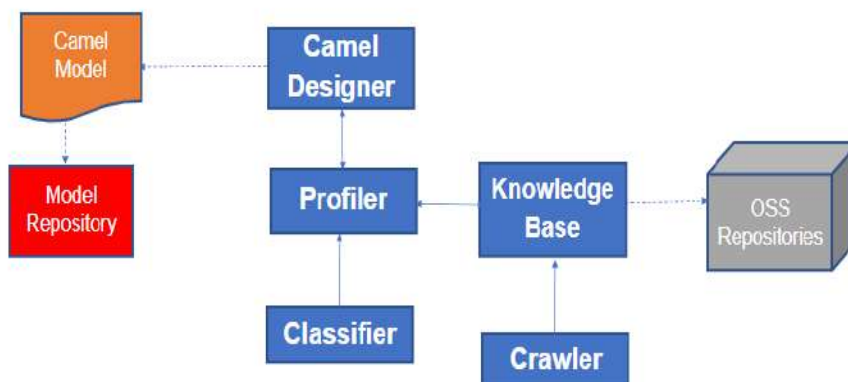 Camel
Model
Camel
Designer
Model
Repository
Profiler
Knowledge
Base
OSS
Repositories
Classifier
Crawler